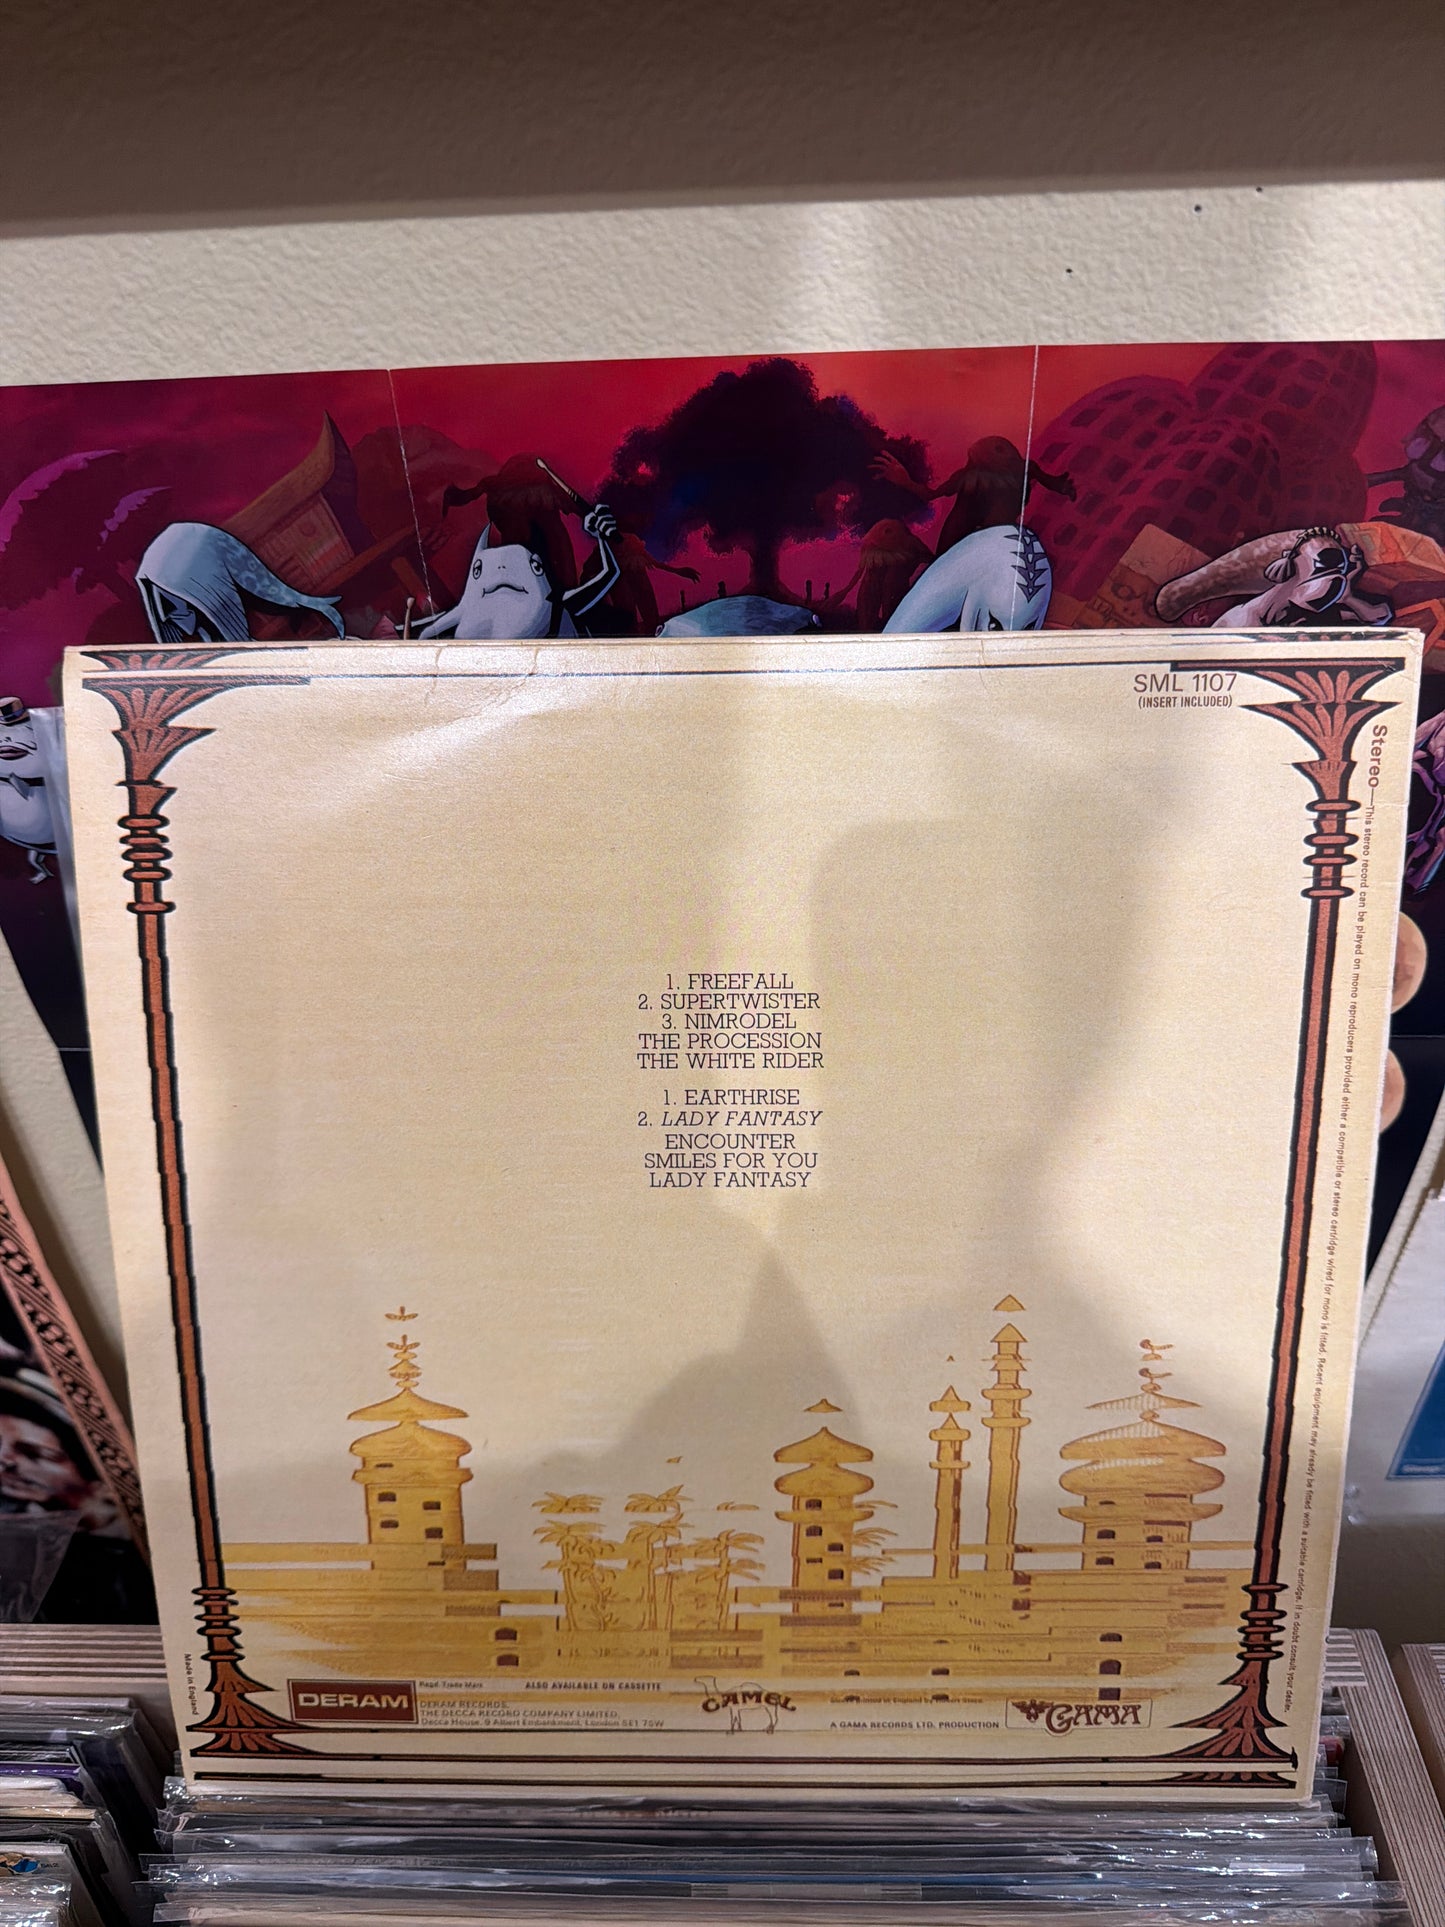 SML 1107
(INSERT INCLUDED)
Stereo—This stereo record can be played on mono reproducers provided either a compatible or stereo cartridge wired for mono is fitted. Recent equipment may already be fitted with a suitable cartridge. If in doubt consult your dealer.
1. FREEFALL
2. SUPERTWISTER
3. NIMRODEL
THE PROCESSION
THE WHITE RIDER
1. EARTHRISE
2. LADY FANTASY
ENCOUNTER
SMILES FOR YOU
LADY FANTASY
Made in England
DERAM
Regd. Trade Mark
ALSO AVAILABLE ON CASSETTE
DERAM RECORDS.
THE DECCA RECORD COMPANY LIMITED.
Decca House, 9 Albert Embankment, London SE1 7SW
CAMEL
A GAMA RECORDS LTD. PRODUCTION
GAMA